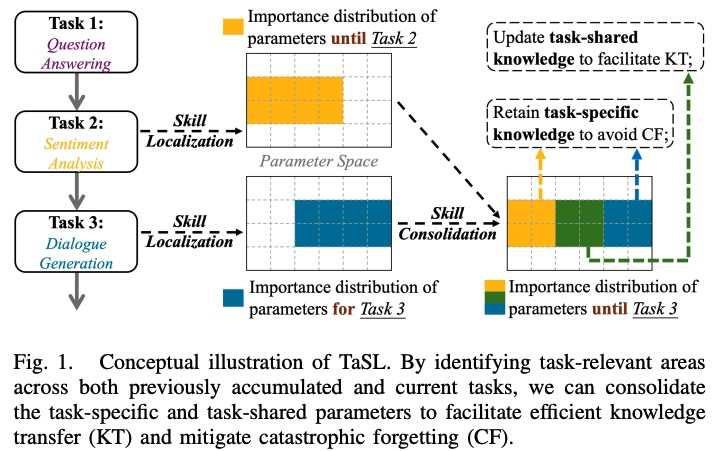 Task 1:
Question
Answering
Task 2:
Sentiment
Analysis
Task 3:
Dialogue
Generation
Skill
Localization
Skill
Localization
Importance distribution of
parameters until Task 2
Parameter Space
Importance distribution of
parameters for Task 3
Skill
Consolidation
Update task-shared
knowledge to facilitate KT;
Retain task-specific
knowledge to avoid CF;
Importance distribution of
parameters until Task 3
Fig. 1. Conceptual illustration of TaSL. By identifying task-relevant areas
across both previously accumulated and current tasks, we can consolidate
the task-specific and task-shared parameters to facilitate efficient knowledge
transfer (KT) and mitigate catastrophic forgetting (CF).